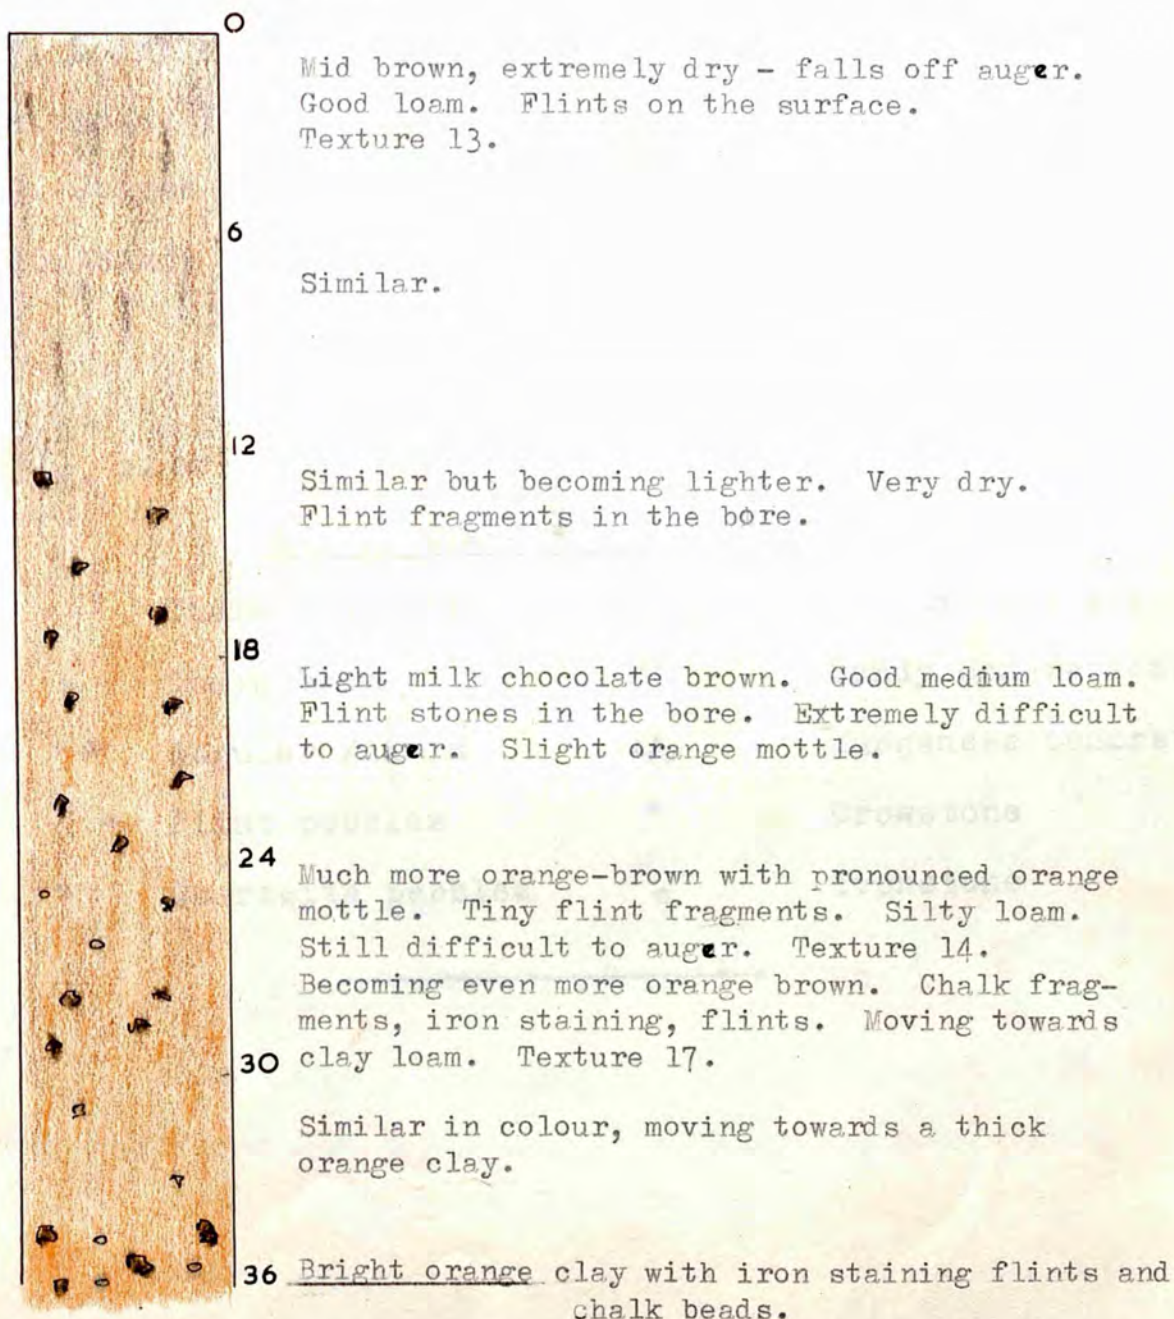 0
Mid brown, extremely dry - falls off auger.
Good loam. Flints on the surface.
Texture 13.
6
Similar.
12
Similar but becoming lighter. Very dry.
Flint fragments in the bore.
18
Light milk chocolate brown. Good medium loam.
Flint stones in the bore. Extremely difficult
to auger. Slight orange mottle.
24
Much more orange-brown with pronounced orange
mottle. Tiny flint fragments. Silty loam.
Still difficult to auger. Texture 14.
Becoming even more orange brown. Chalk frag-
ments, iron staining, flints. Moving towards
30 clay loam. Texture 17.
Similar in colour, moving towards a thick
orange clay.
36 Bright orange clay with iron staining flints and
chalk beads.